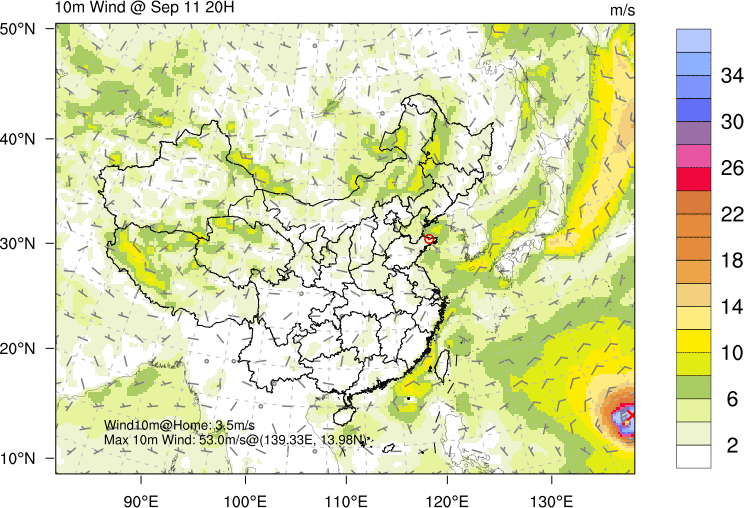 10m Wind @ Sep 11 20H
m/s
50°N
40°N
30°N
20°N
10°N
34
30
26
22
18
14
10
6
2
Wind10m@Home: 3.5m/s
Max 10m Wind: 53.0m/s@(139.33E, 13.98N)
90°E 100°E 110°E 120°E 130°E